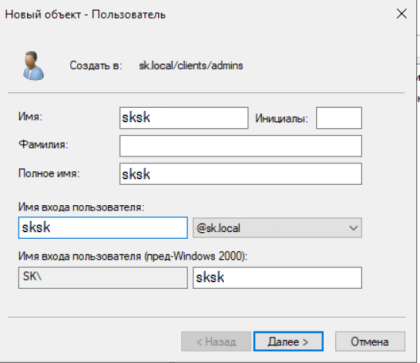 Новый объект - Пользователь
Создать в: sk.local/clients/admins
Имя: sksk Инициалы:
Фамилия:
Полное имя: sksk
Имя входа пользователя:
sksk @sk.local
Имя входа пользователя (пред-Windows 2000):
SK\ sksk
< Назад Далее > Отмена